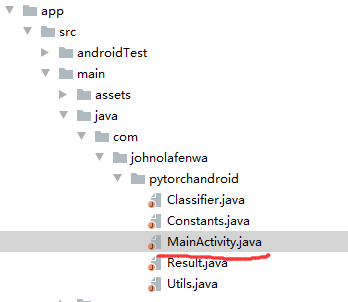 app
src
androidTest
main
assets
java
com
johnolafenwa
pytorchandroid
Classifier.java
Constants.java
MainActivity.java
Result.java
Utils.java